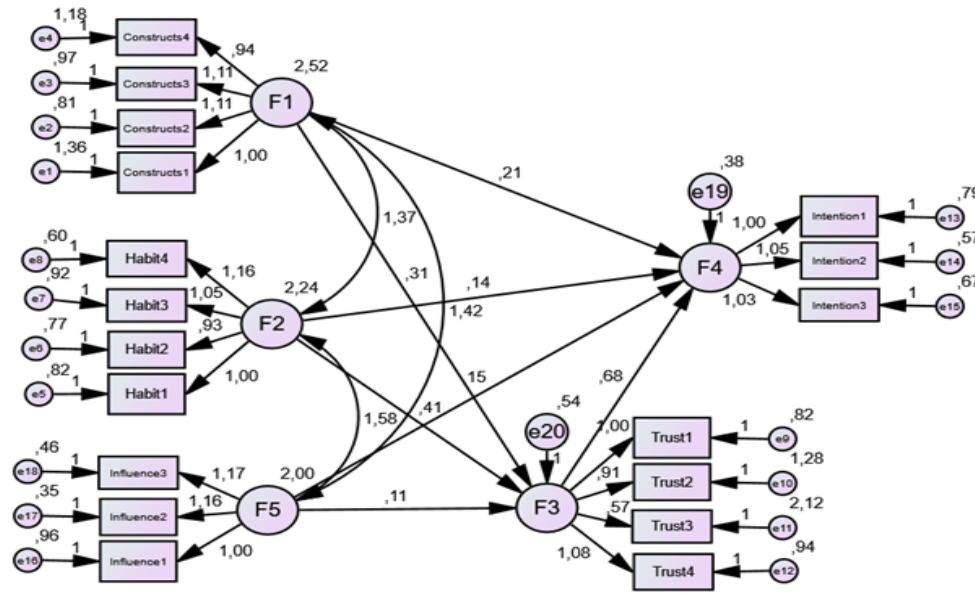 1,18
e4 1 Constructs4 ,94
,97
e3 1 Constructs3 1,11
,81
e2 1 Constructs2 1,11
1,36
e1 1 Constructs1 1,00
2,52
F1
,60
e8 1 Habit4 1,16
,92
e7 1 Habit3 1,05
,77
e6 1 Habit2 ,93
,82
e5 1 Habit1 1,00
2,24
F2
,46
e18 1 Influence3 1,17
,35
e17 1 Influence2 1,16
,96
e16 1 Influence1 1,00
2,00
F5
1,37
1,42
1,58
,21
,31
,14
,41
15
,11
,68
,38
e19
1
F4
1,00 Intention1 1 e13 ,79
1,05 Intention2 1 e14 ,57
1,03 Intention3 1 e15 ,67
,54
e20
1
F3
1,00 Trust1 1 e9 ,82
,91 Trust2 1 e10 1,28
,57 Trust3 1 e11 2,12
1,08 Trust4 1 e12 ,94